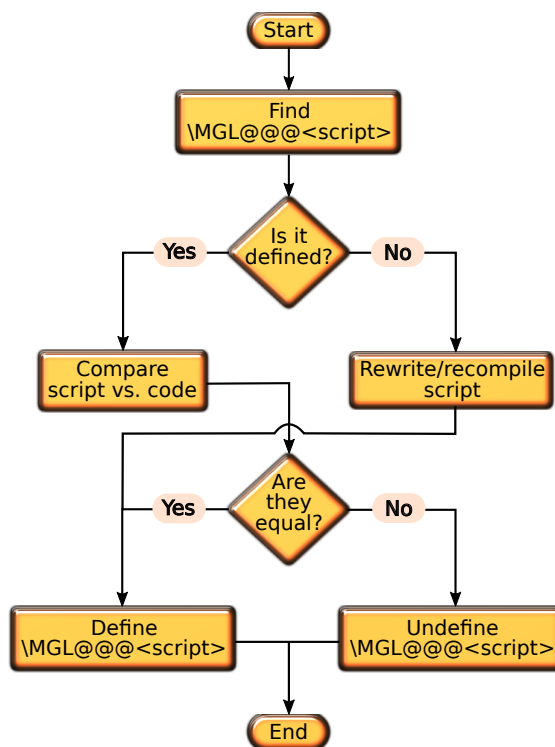 Start
Find
\MGL@@@<script>
Is it
defined?
Yes
No
Compare
script vs. code
Rewrite/recompile
script
Are
they
equal?
Yes
No
Define
\MGL@@@<script>
Undefine
\MGL@@@<script>
End